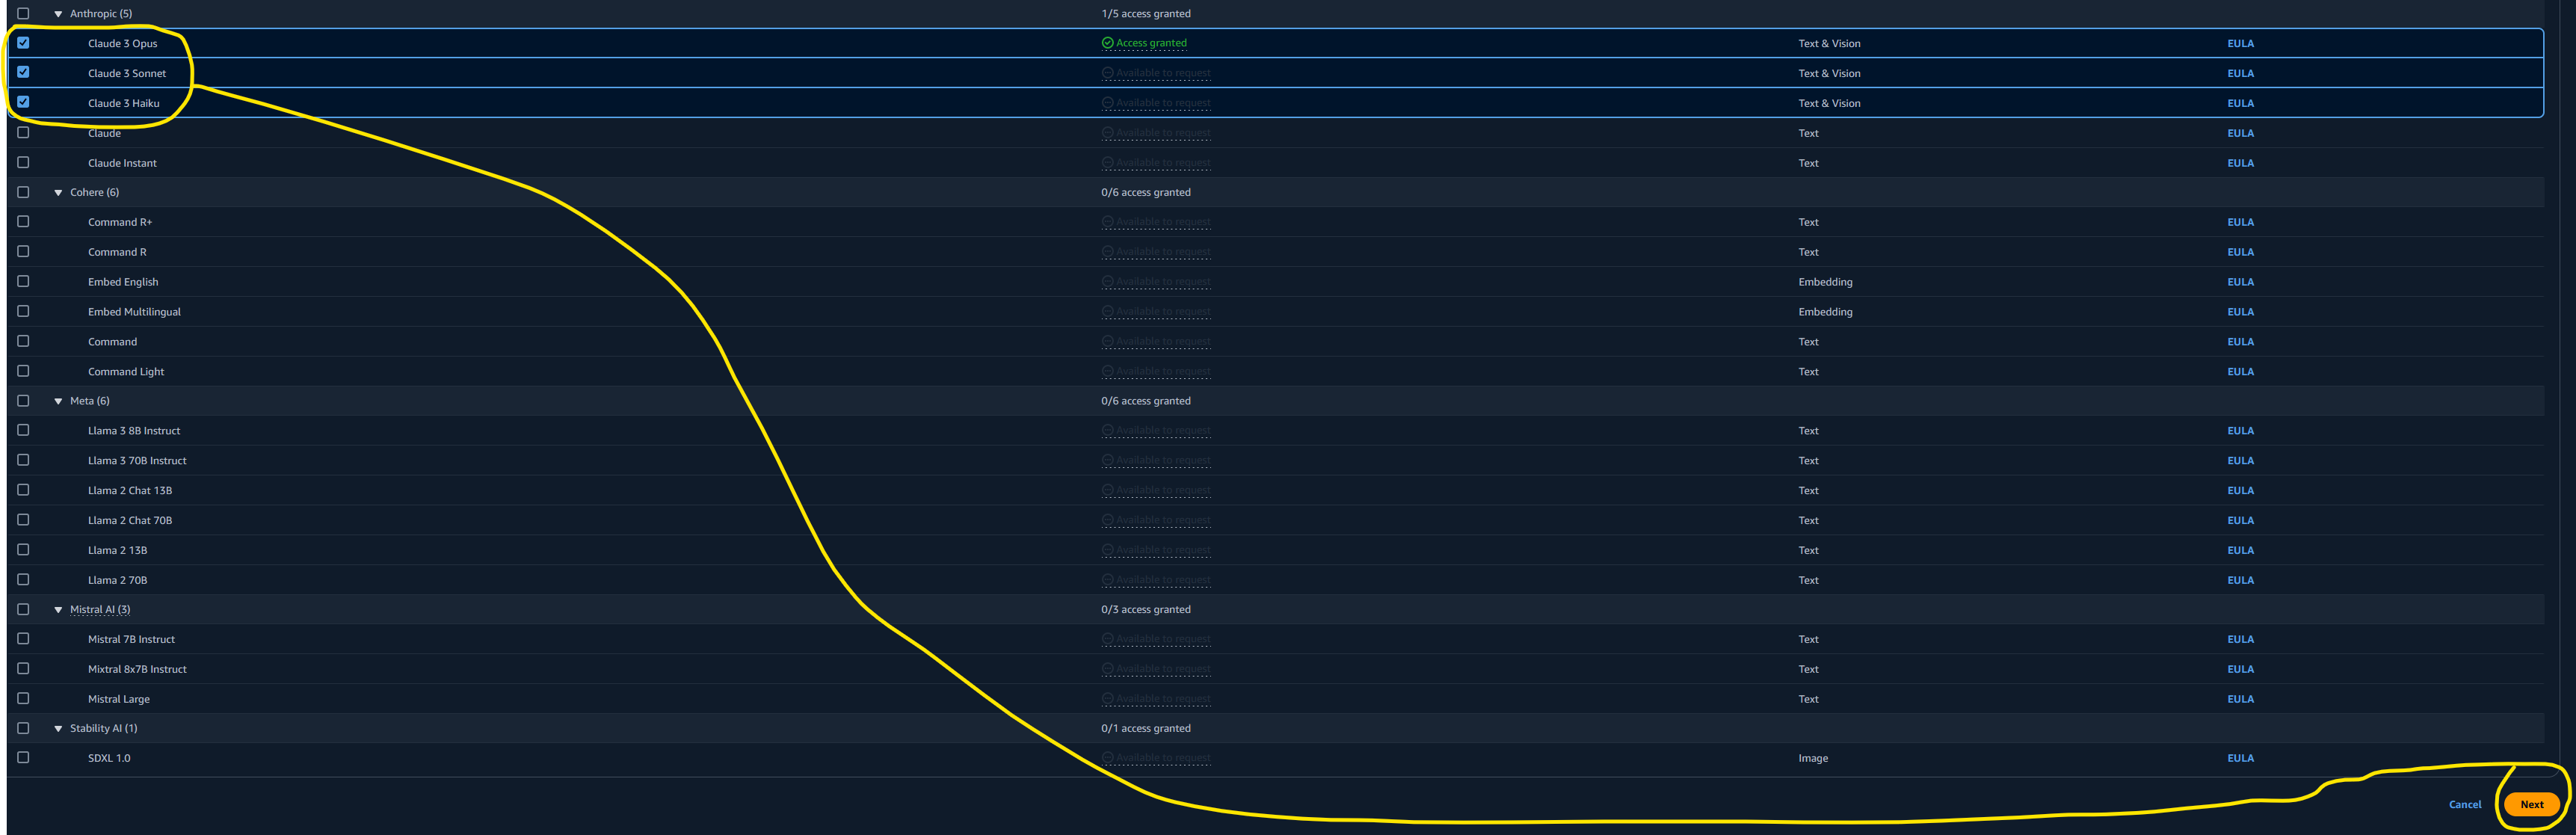 Anthropic (5) 1/5 access granted
Claude 3 Opus Access granted Text & Vision EULA
Claude 3 Sonnet Available to request Text & Vision EULA
Claude 3 Haiku Available to request Text & Vision EULA
Claude Available to request Text EULA
Claude Instant Available to request Text EULA
Cohere (6) 0/6 access granted
Command R+ Available to request Text EULA
Command R Available to request Text EULA
Embed English Available to request Embedding EULA
Embed Multilingual Available to request Embedding EULA
Command Available to request Text EULA
Command Light Available to request Text EULA
Meta (6) 0/6 access granted
Llama 3 8B Instruct Available to request Text EULA
Llama 3 70B Instruct Available to request Text EULA
Llama 2 Chat 13B Available to request Text EULA
Llama 2 Chat 70B Available to request Text EULA
Llama 2 13B Available to request Text EULA
Llama 2 70B Available to request Text EULA
Mistral AI (3) 0/3 access granted
Mistral 7B Instruct Available to request Text EULA
Mixtral 8x7B Instruct Available to request Text EULA
Mistral Large Available to request Text EULA
Stability AI (1) 0/1 access granted
SDXL 1.0 Available to request Image EULA
Cancel Next